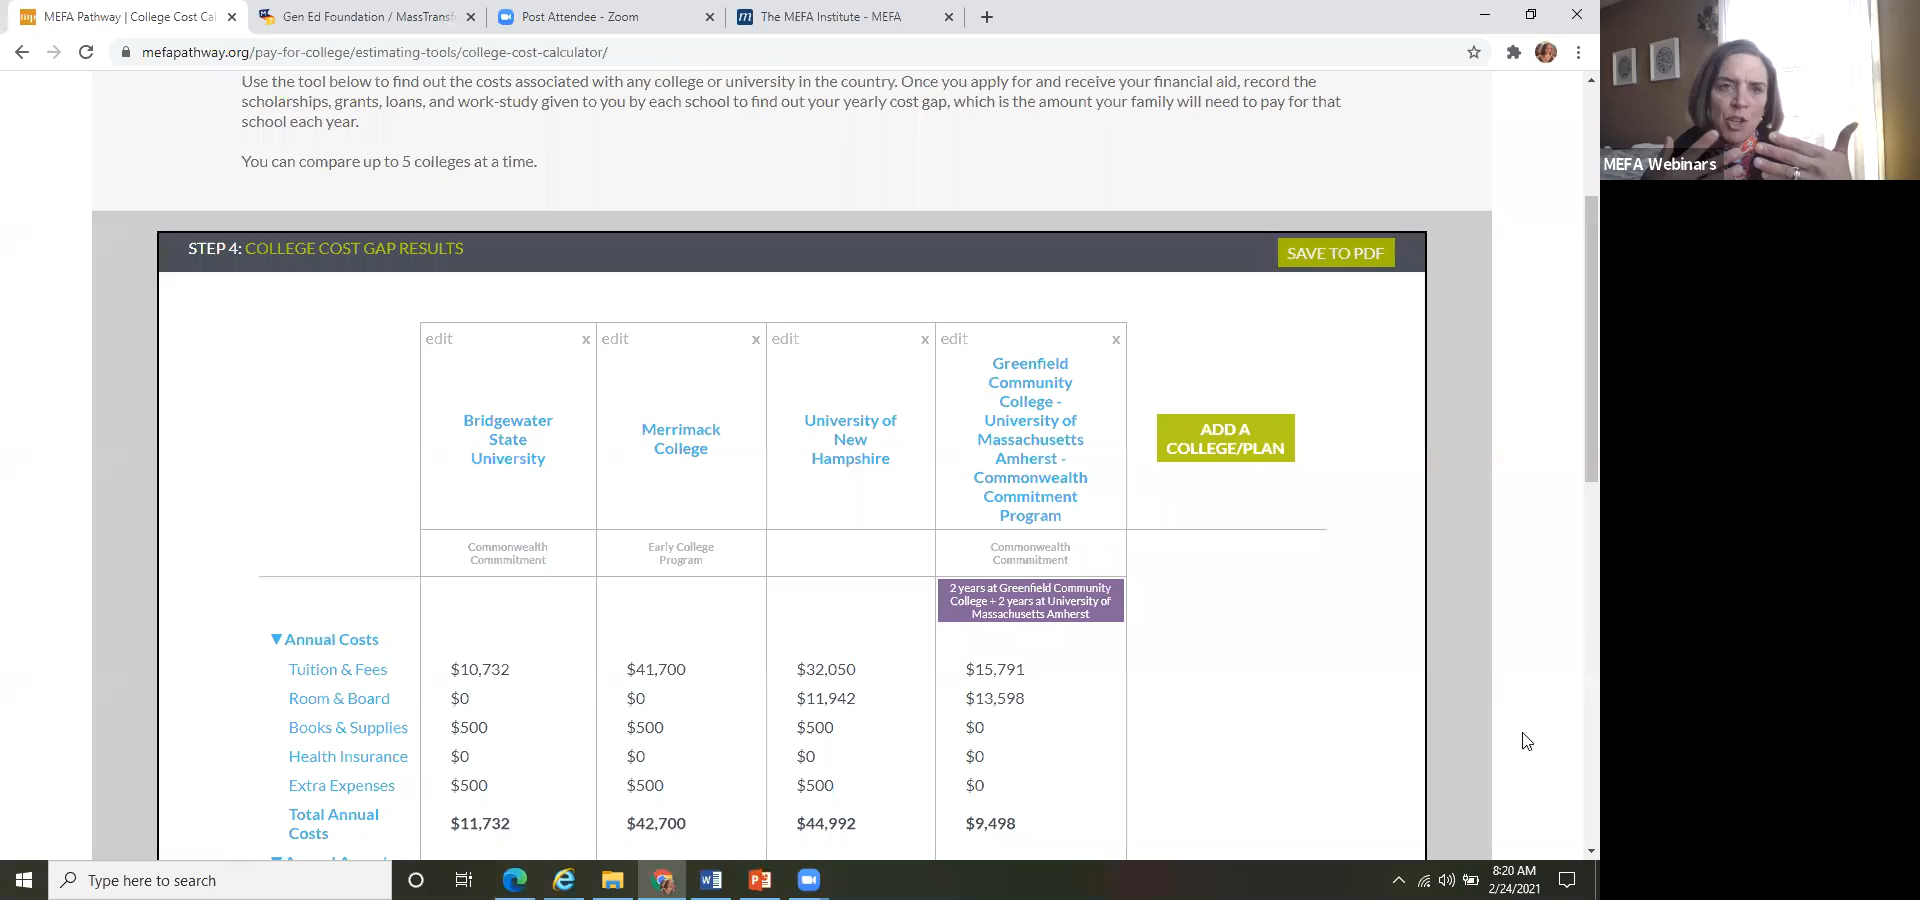 MEFA Pathway | College Cost Cal
Gen Ed Foundation / MassTransf
Post Attendee - Zoom
The MEFA Institute - MEFA
mefapathway.org/pay-for-college/estimating-tools/college-cost-calculator/
Use the tool below to find out the costs associated with any college or university in the country. Once you apply for and receive your financial aid, record the
scholarships, grants, loans, and work-study given to you by each school to find out your yearly cost gap, which is the amount your family will need to pay for that
school each year.
You can compare up to 5 colleges at a time.
MEFA Webinars
STEP 4: COLLEGE COST GAP RESULTS
SAVE TO PDF
edit x edit x edit x edit x
Bridgewater
State
University
Merrimack
College
University of
New
Hampshire
Greenfield
Community
College -
University of
Massachusetts
Amherst -
Commonwealth
Commitment
Program
ADD A
COLLEGE/PLAN
Commonwealth
Commmitment
Early College
Program
Commonwealth
Commmitment
2 years at Greenfield Community
College + 2 years at University of
Massachusetts Amherst
Annual Costs
Tuition & Fees $10,732 $41,700 $32,050 $15,791
Room & Board $0 $0 $11,942 $13,598
Books & Supplies $500 $500 $500 $0
Health Insurance $0 $0 $0 $0
Extra Expenses $500 $500 $500 $0
Total Annual
Costs
$11,732 $42,700 $44,992 $9,498
Type here to search
8:20 AM
2/24/2021